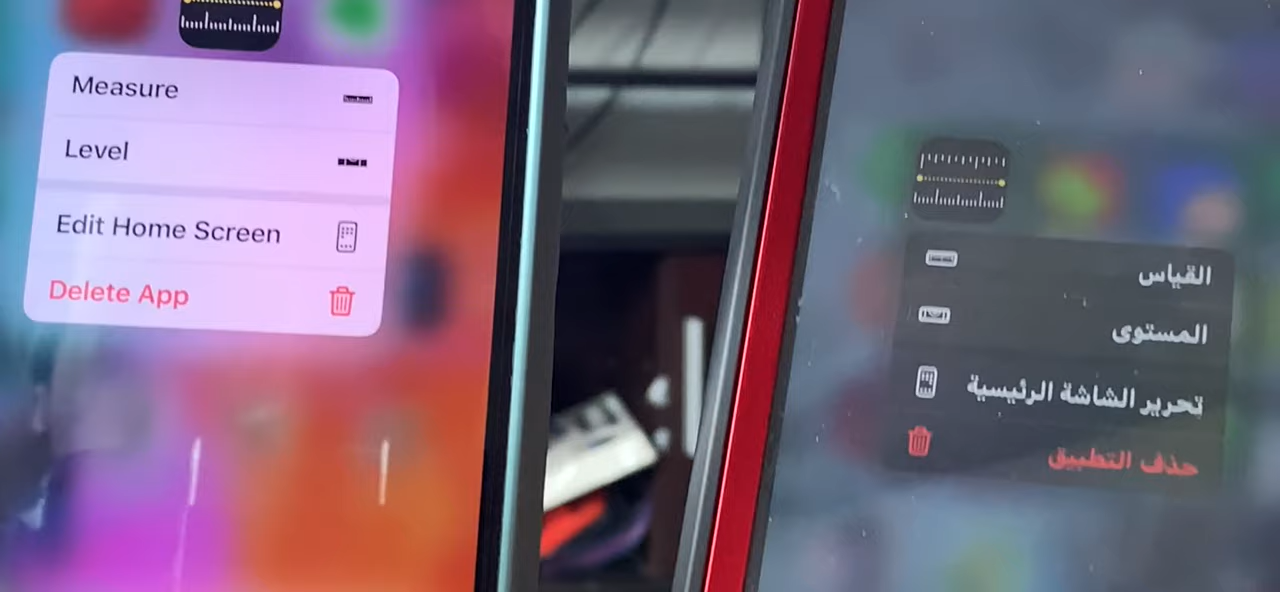 Measure
Level
Edit Home Screen
Delete App
القياس
المستوى
تحرير الشاشة الرئيسية
حذف التطبيق